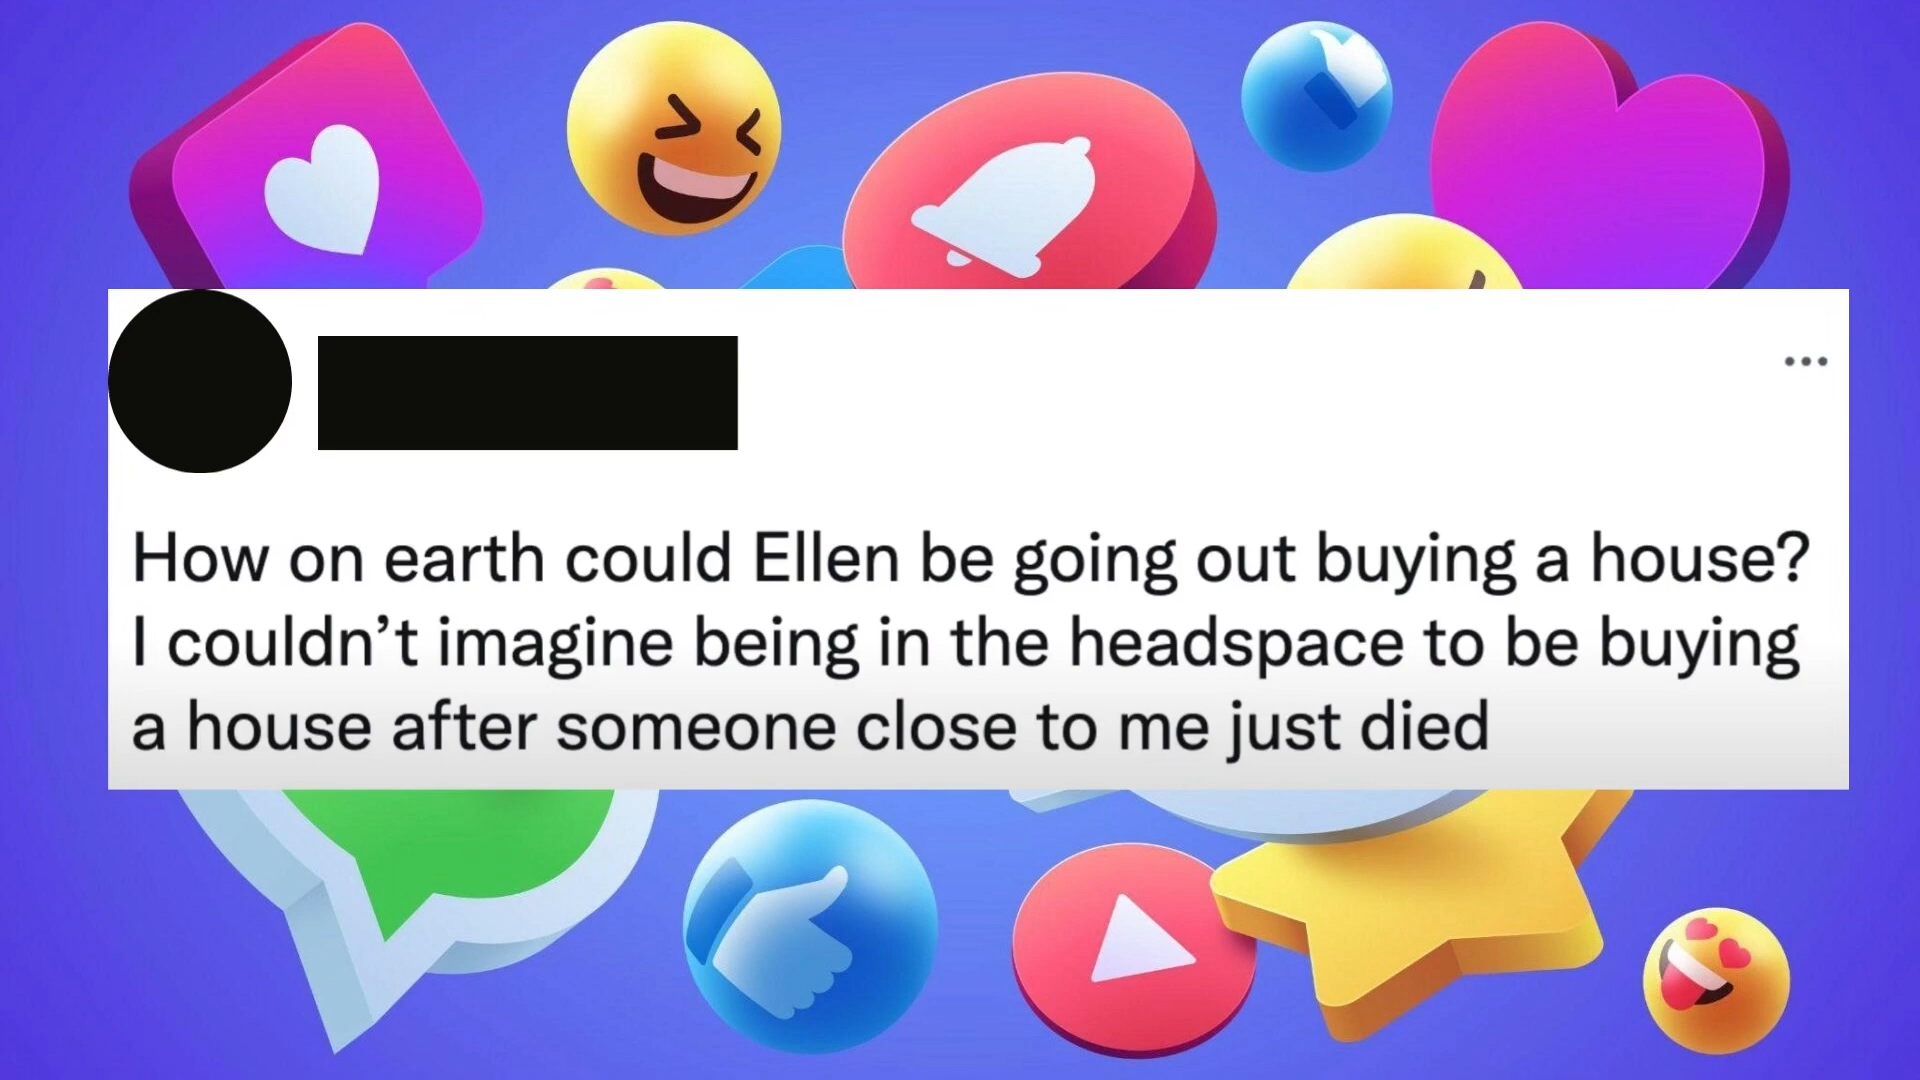 How on earth could Ellen be going out buying a house?
I couldn’t imagine being in the headspace to be buying
a house after someone close to me just died